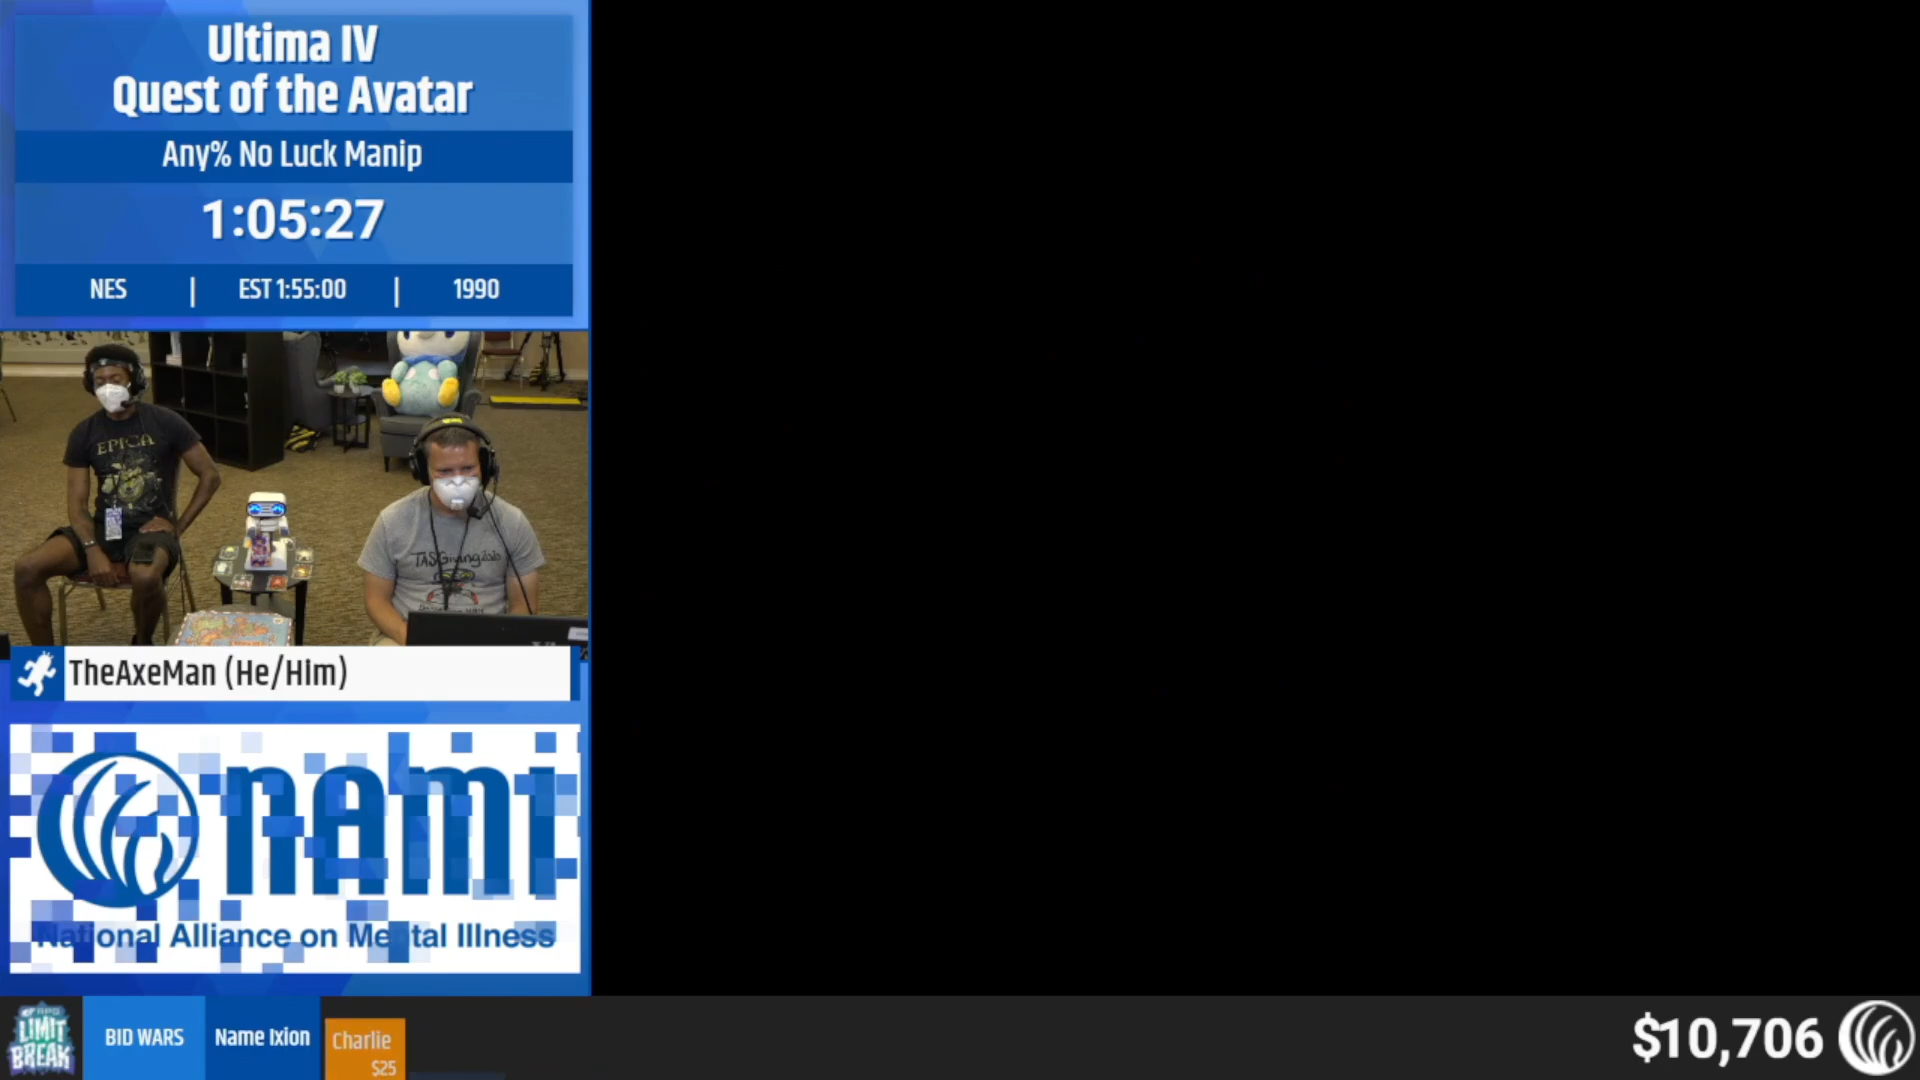 Ultima IV
Quest of the Avatar
Any% No Luck Manip
1:05:27
NES | EST 1:55:00 | 1990
EPICA
TASGiving2020
TheAxeMan (He/Him)
nAmi
National Alliance on Mental Illness
RPG
LIMIT
BREAK
BID WARS
Name Ixion
Charlie
$25
$10,706